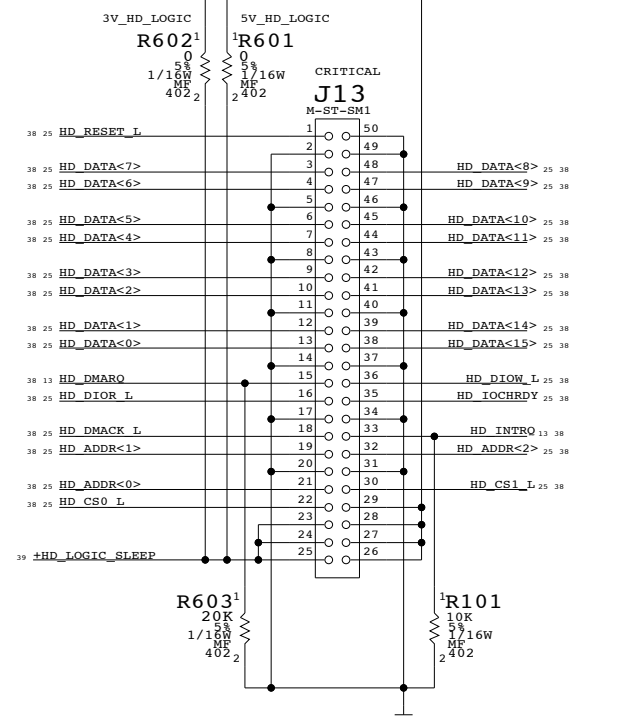 3V_HD_LOGIC 5V_HD_LOGIC
R602 1 1 R601
0 0
5% 5%
1/16W 1/16W
MF MF
402 2 2 402
CRITICAL
J13
M-ST-SM1
38 25 HD_RESET_L 1 50
2 49
38 25 HD_DATA<7> 3 48 HD_DATA<8> 25 38
38 25 HD_DATA<6> 4 47 HD_DATA<9> 25 38
5 46
38 25 HD_DATA<5> 6 45 HD_DATA<10> 25 38
38 25 HD_DATA<4> 7 44 HD_DATA<11> 25 38
8 43
38 25 HD_DATA<3> 9 42 HD_DATA<12> 25 38
38 25 HD_DATA<2> 10 41 HD_DATA<13> 25 38
11 40
38 25 HD_DATA<1> 12 39 HD_DATA<14> 25 38
38 25 HD_DATA<0> 13 38 HD_DATA<15> 25 38
14 37
38 13 HD_DMARQ 15 36 HD_DIOW_L 25 38
38 25 HD_DIOR_L 16 35 HD_IOCHRDY 25 38
17 34
38 25 HD_DMACK_L 18 33 HD_INTRQ 13 38
38 25 HD_ADDR<1> 19 32 HD_ADDR<2> 25 38
20 31
38 25 HD_ADDR<0> 21 30 HD_CS1_L 25 38
38 25 HD_CS0_L 22 29
23 28
24 27
39 +HD_LOGIC_SLEEP 25 26
R603 1 1 R101
20K 10K
5% 5%
1/16W 1/16W
MF MF
402 2 2 402